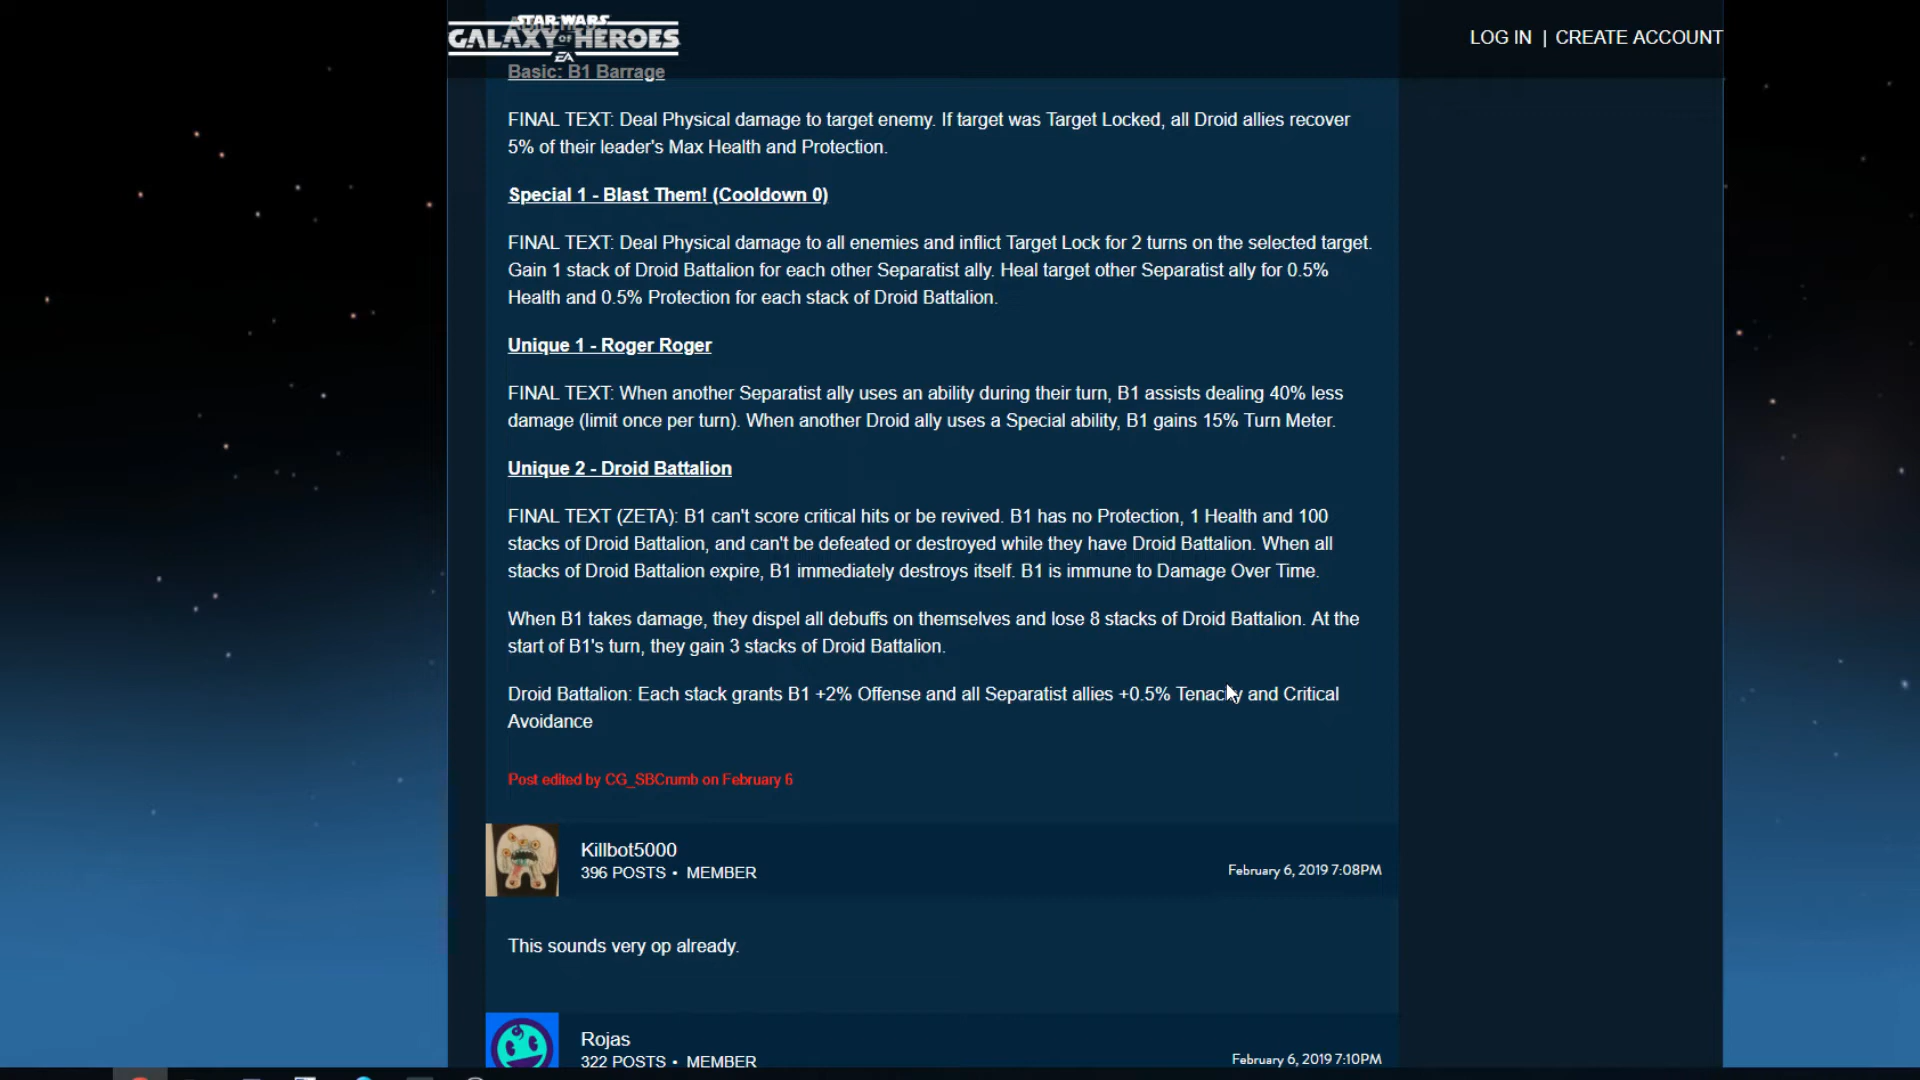 STAR WARS
GALAXY OF HEROES
EA
LOG IN | CREATE ACCOUNT
Basic: B1 Barrage
FINAL TEXT: Deal Physical damage to target enemy. If target was Target Locked, all Droid allies recover
5% of their leader's Max Health and Protection.
Special 1 - Blast Them! (Cooldown 0)
FINAL TEXT: Deal Physical damage to all enemies and inflict Target Lock for 2 turns on the selected target.
Gain 1 stack of Droid Battalion for each other Separatist ally. Heal target other Separatist ally for 0.5%
Health and 0.5% Protection for each stack of Droid Battalion.
Unique 1 - Roger Roger
FINAL TEXT: When another Separatist ally uses an ability during their turn, B1 assists dealing 40% less
damage (limit once per turn). When another Droid ally uses a Special ability, B1 gains 15% Turn Meter.
Unique 2 - Droid Battalion
FINAL TEXT (ZETA): B1 can't score critical hits or be revived. B1 has no Protection, 1 Health and 100
stacks of Droid Battalion, and can't be defeated or destroyed while they have Droid Battalion. When all
stacks of Droid Battalion expire, B1 immediately destroys itself. B1 is immune to Damage Over Time.
When B1 takes damage, they dispel all debuffs on themselves and lose 8 stacks of Droid Battalion. At the
start of B1's turn, they gain 3 stacks of Droid Battalion.
Droid Battalion: Each stack grants B1 +2% Offense and all Separatist allies +0.5% Tenacity and Critical
Avoidance
Post edited by CG_SBCrumb on February 6
Killbot5000
396 POSTS • MEMBER
February 6, 2019 7:08PM
This sounds very op already.
Rojas
322 POSTS • MEMBER
February 6, 2019 7:10PM